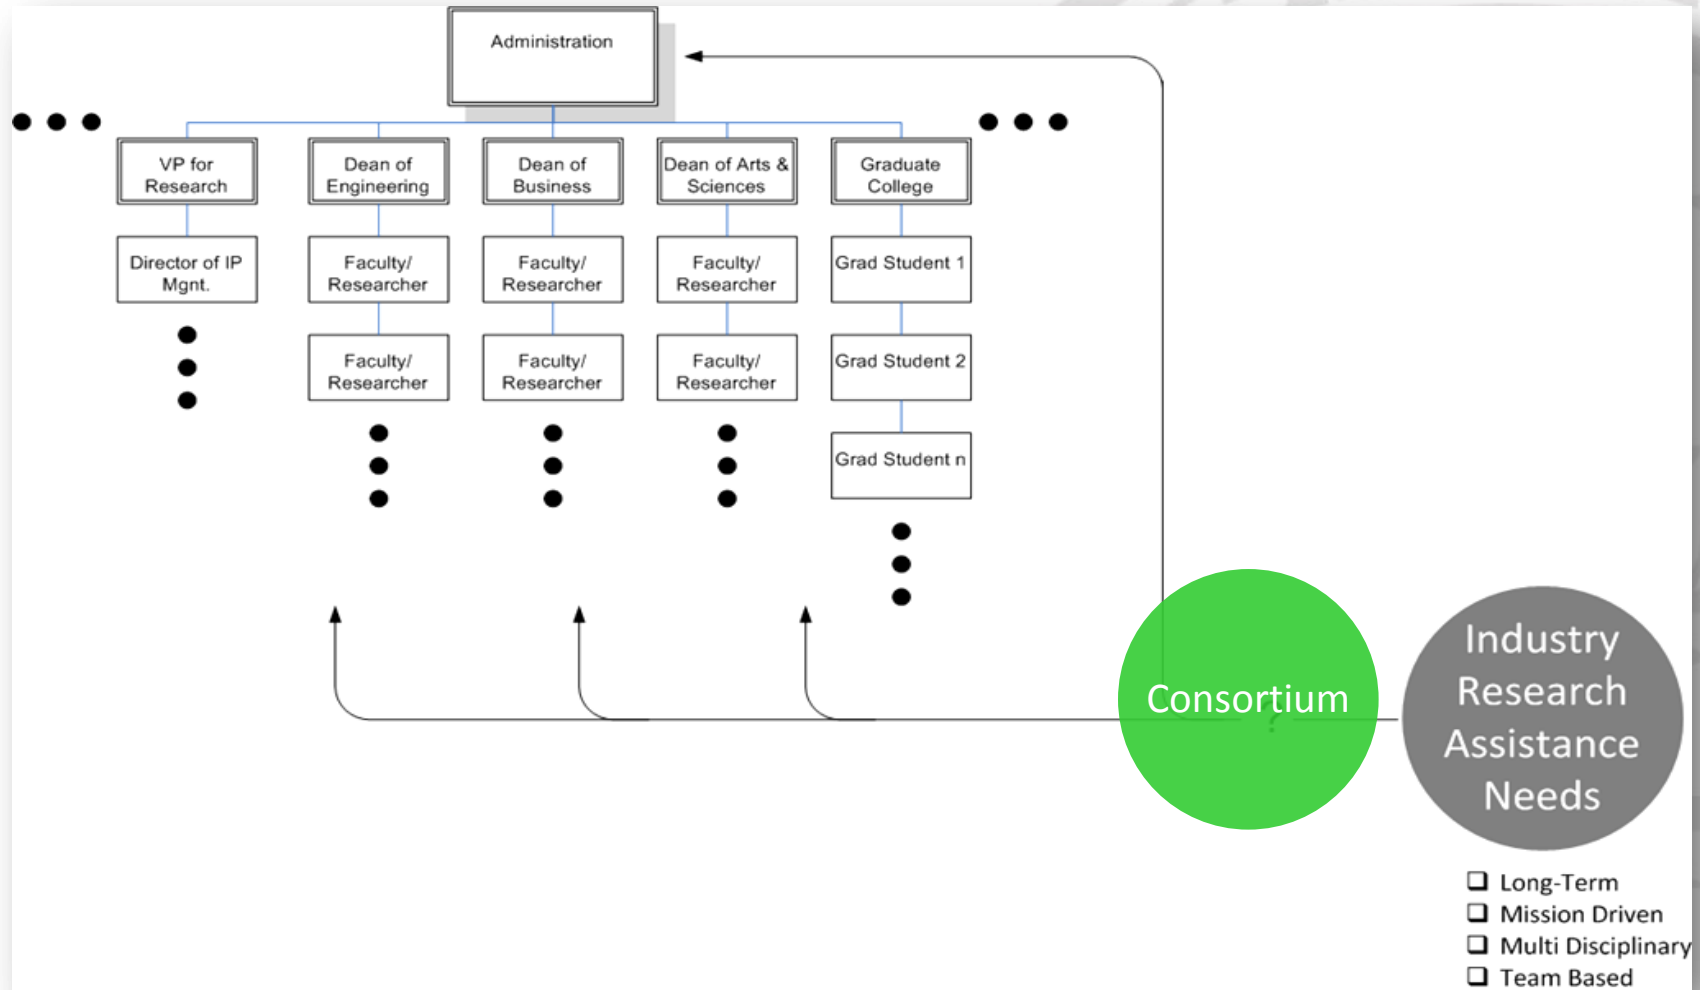 Administration
VP for
Research
Dean of
Engineering
Dean of
Business
Dean of Arts &
Sciences
Graduate
College
Director of IP
Mgnt.
Faculty/
Researcher
Faculty/
Researcher
Faculty/
Researcher
Grad Student 1
Faculty/
Researcher
Faculty/
Researcher
Faculty/
Researcher
Grad Student 2
Grad Student n
Consortium
?
Industry
Research
Assistance
Needs
Long-Term
Mission Driven
Multi Disciplinary
Team Based